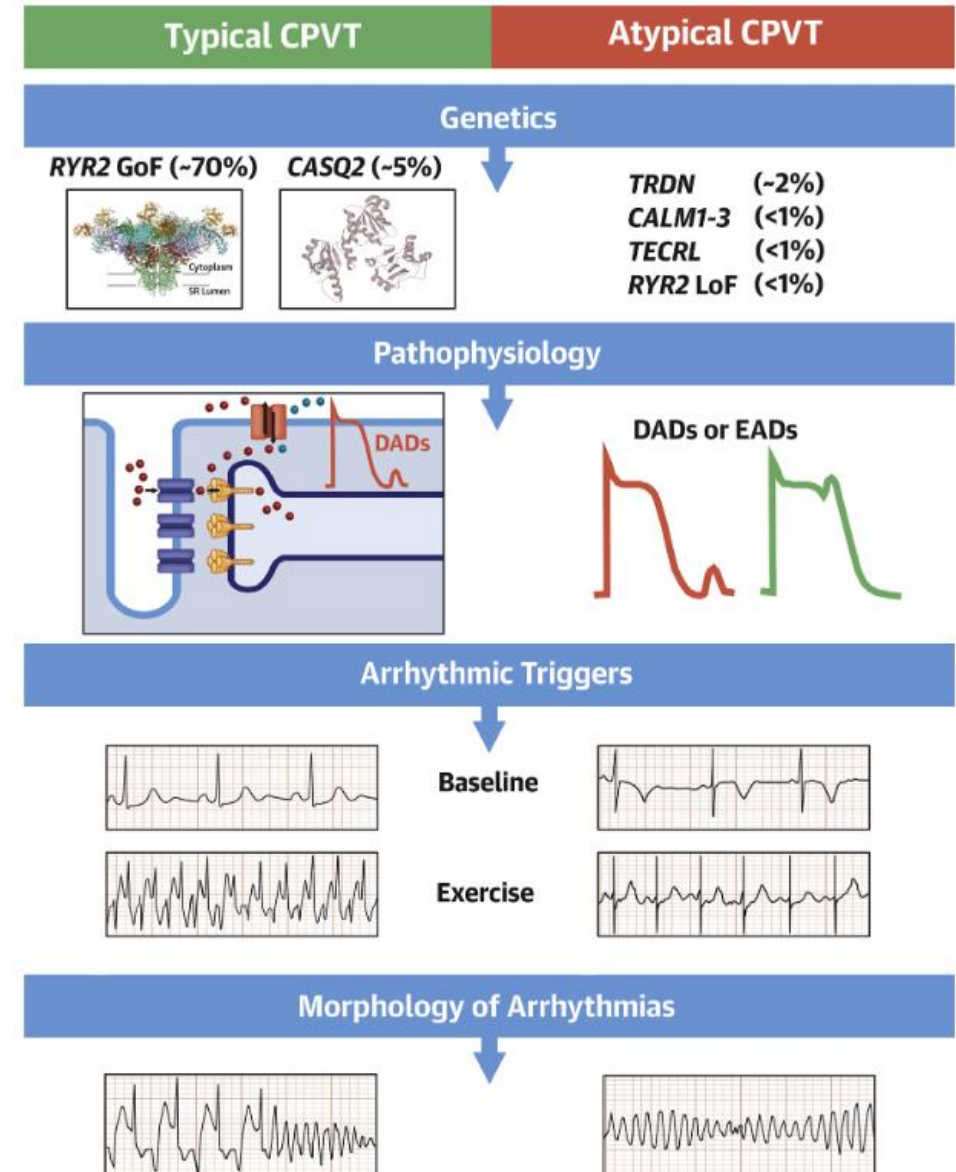 Typical CPVT
Atypical CPVT
Genetics
RYR2 GoF (~70%)
CASQ2 (~5%)
Cytoplasm
SR Lumen
TRDN (~2%)
CALM1-3 (<1%)
TECRL (<1%)
RYR2 LoF (<1%)
Pathophysiology
DADs
DADs or EADs
Arrhythmic Triggers
Baseline
Exercise
Morphology of Arrhythmias